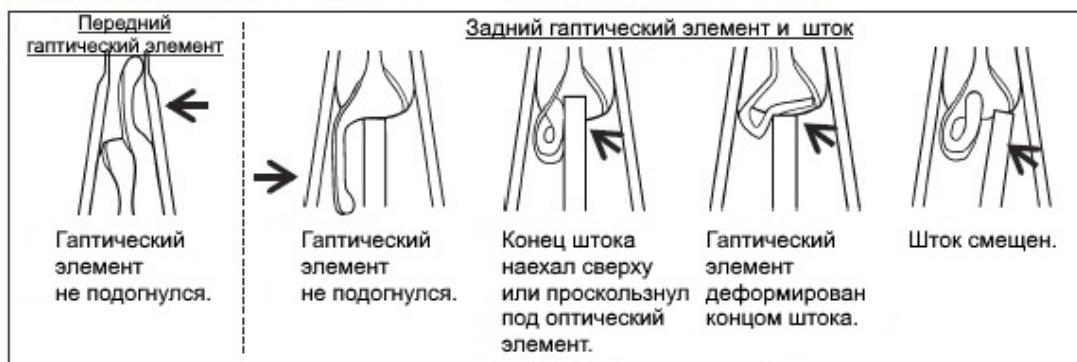 Передний
гаптический элемент
Задний гаптический элемент и шток
Гаптический
элемент
не подогнулся.
Гаптический
элемент
не подогнулся.
Конец штока
наехал сверху
или проскользнул
под оптический
элемент.
Гаптический
элемент
деформирован
концом штока.
Шток смещен.